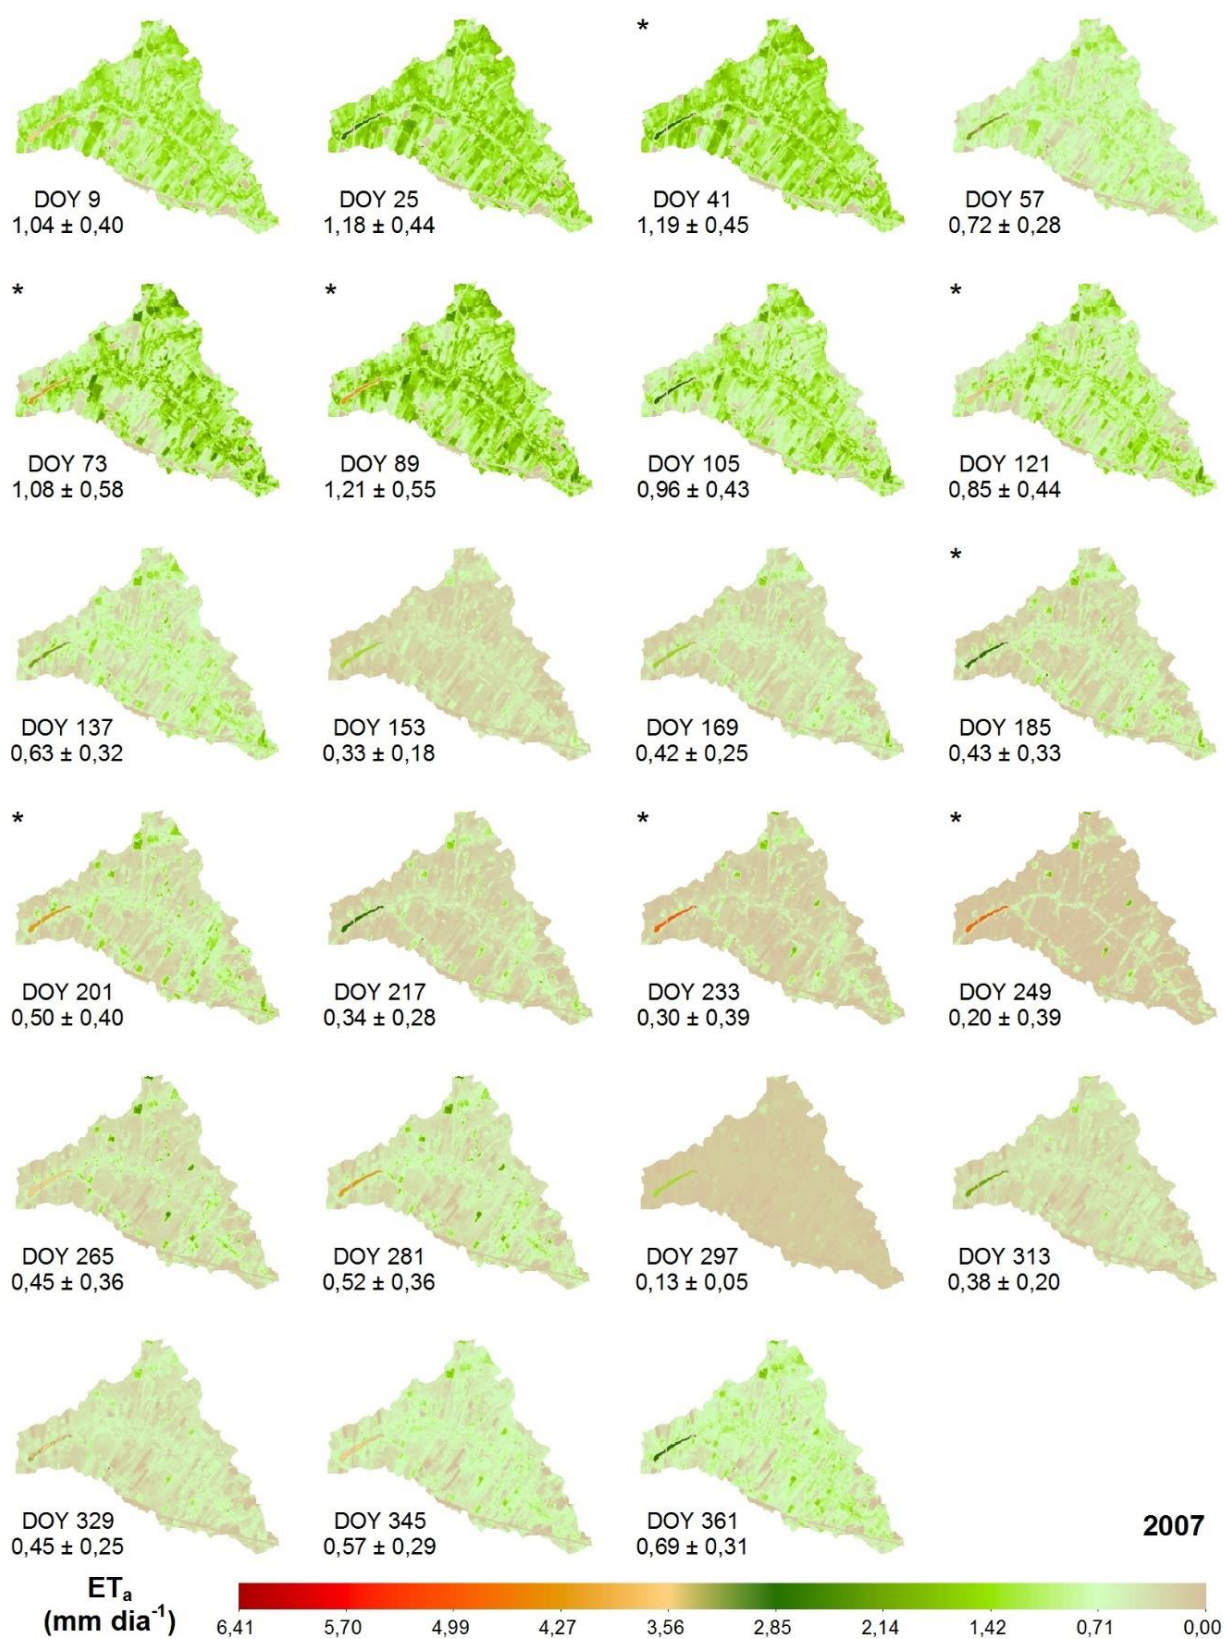 *
DOY 9
1,04 ± 0,40
DOY 25
1,18 ± 0,44
DOY 41
1,19 ± 0,45
DOY 57
0,72 ± 0,28
*
*
*
DOY 73
1,08 ± 0,58
DOY 89
1,21 ± 0,55
DOY 105
0,96 ± 0,43
DOY 121
0,85 ± 0,44
*
DOY 137
0,63 ± 0,32
DOY 153
0,33 ± 0,18
DOY 169
0,42 ± 0,25
DOY 185
0,43 ± 0,33
*
*
*
DOY 201
0,50 ± 0,40
DOY 217
0,34 ± 0,28
DOY 233
0,30 ± 0,39
DOY 249
0,20 ± 0,39
DOY 265
0,45 ± 0,36
DOY 281
0,52 ± 0,36
DOY 297
0,13 ± 0,05
DOY 313
0,38 ± 0,20
DOY 329
0,45 ± 0,25
DOY 345
0,57 ± 0,29
DOY 361
0,69 ± 0,31
2007
ETₐ
(mm dia⁻¹)
6,41 5,70 4,99 4,27 3,56 2,85 2,14 1,42 0,71 0,00